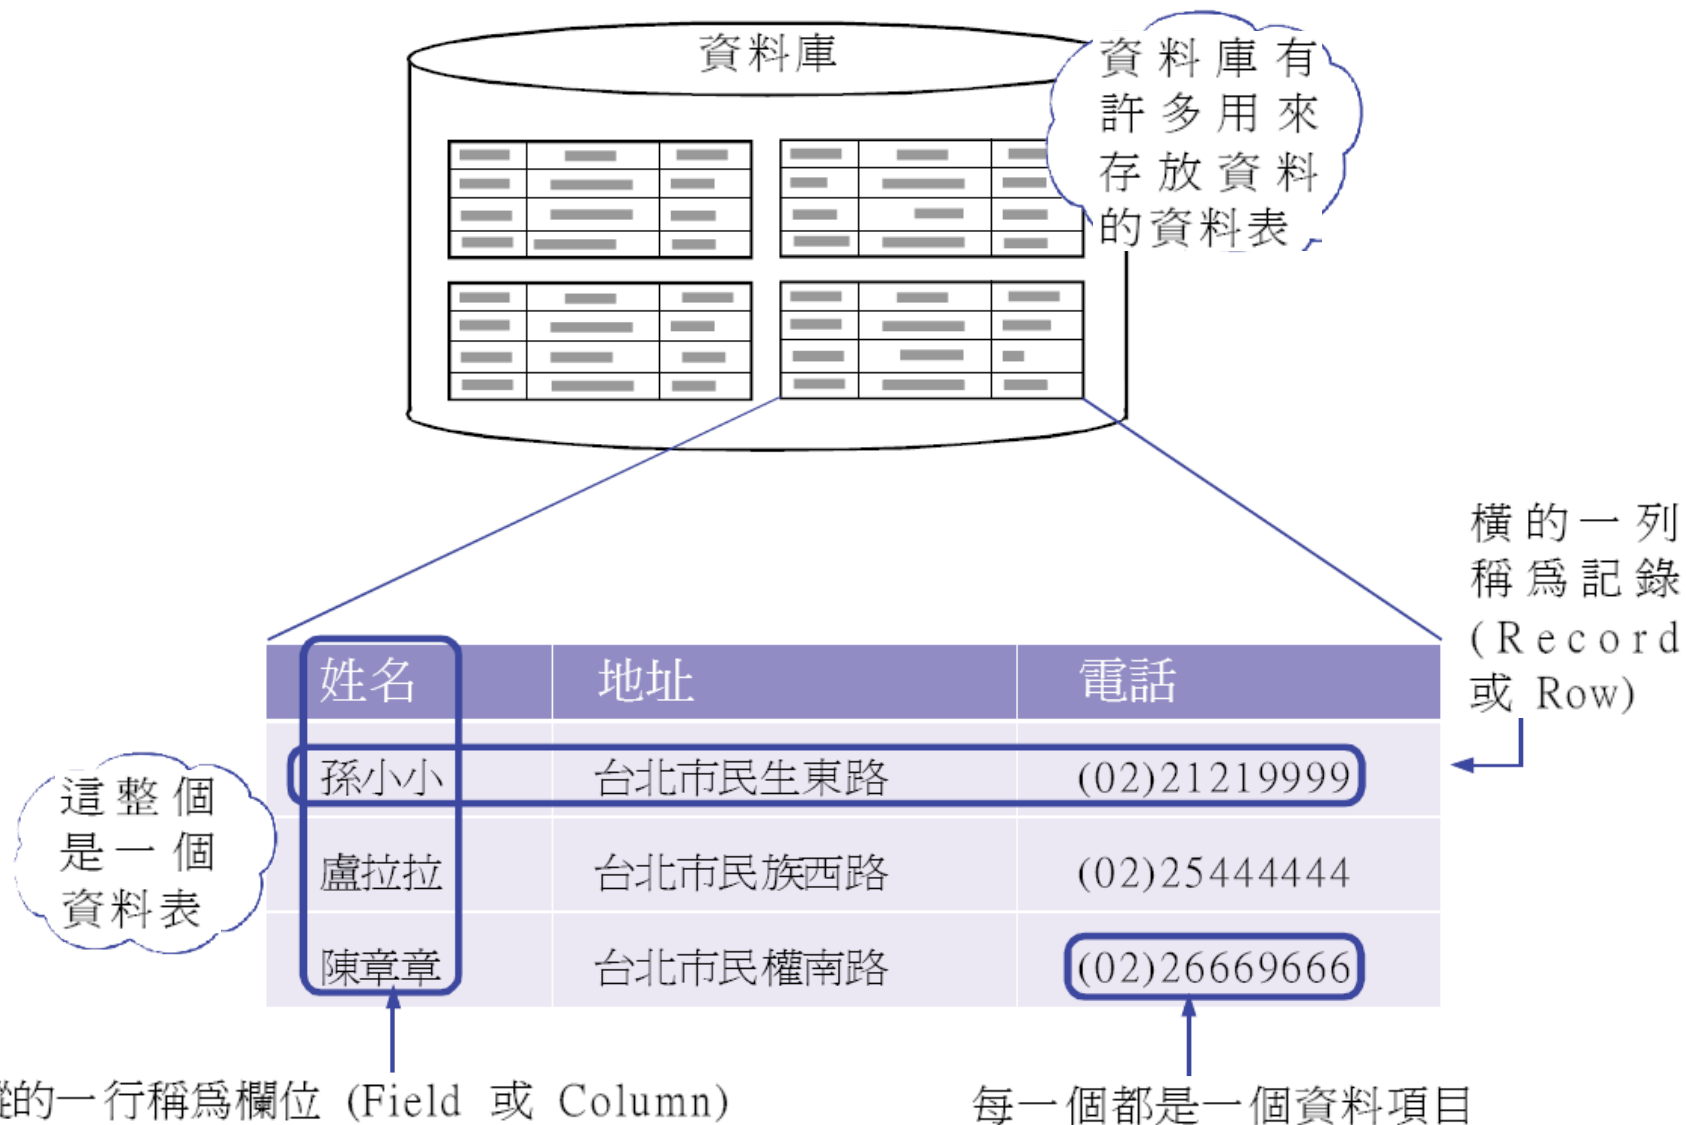 資料庫
資料庫有
許多用來
存放資料
的資料表
橫的一列
稱為記錄
(Record
或 Row)
姓名 地址 電話
孫小小 台北市民生東路 (02)21219999
盧拉拉 台北市民族西路 (02)25444444
陳章章 台北市民權南路 (02)26669666
這整個
是一個
資料表
縱的一行稱為欄位 (Field 或 Column)
每一個都是一個資料項目